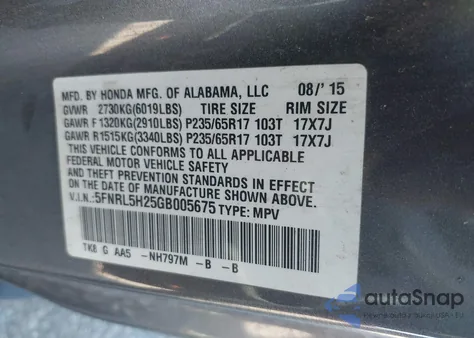 MFD. BY HONDA MFG. OF ALABAMA, LLC 08/'15
GVWR 2730KG(6019LBS) TIRE SIZE RIM SIZE
GAWR F1320KG(2910LBS) P235/65R17 103T 17X7J
GAWR R1515KG(3340LBS) P235/65R17 103T 17X7J
THIS VEHICLE CONFORMS TO ALL APPLICABLE
FEDERAL MOTOR VEHICLE SAFETY AND
THEFT PREVENTION STANDARDS IN EFFECT ON
THE DATE OF MANUFACTURE SHOWN ABOVE.
V.I.N.:5FNRL5H25GB005675 TYPE: MPV
TK8 G AA5 -NH797M -B -B
autoSnap